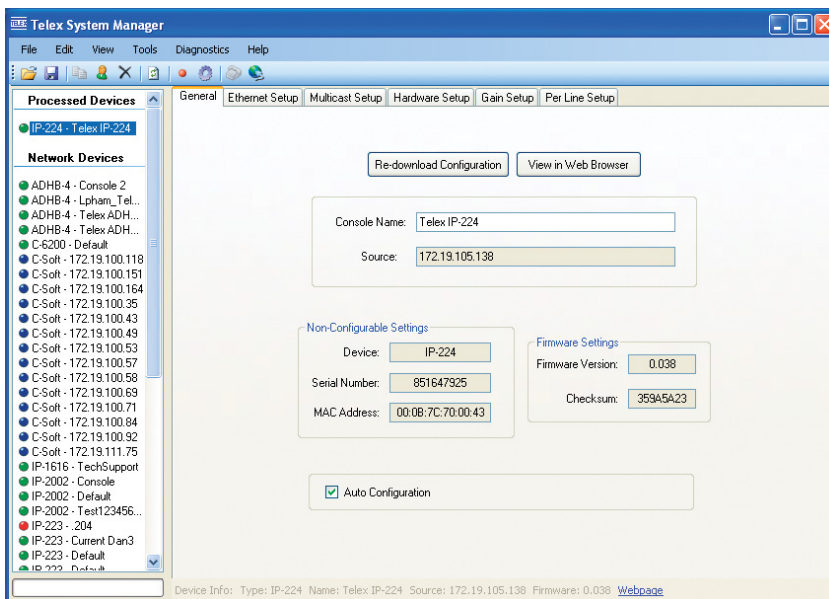 TELEX Telex System Manager
File Edit View Tools Diagnostics Help
Processed Devices
IP-224 - Telex IP-224
Network Devices
ADHB-4 - Console 2
ADHB-4 - Lpham_Tel...
ADHB-4 - Telex ADH...
ADHB-4 - Telex ADH...
C-6200 - Default
C-Soft - 172.19.100.118
C-Soft - 172.19.100.151
C-Soft - 172.19.100.164
C-Soft - 172.19.100.35
C-Soft - 172.19.100.43
C-Soft - 172.19.100.49
C-Soft - 172.19.100.53
C-Soft - 172.19.100.57
C-Soft - 172.19.100.58
C-Soft - 172.19.100.69
C-Soft - 172.19.100.71
C-Soft - 172.19.100.84
C-Soft - 172.19.100.92
C-Soft - 172.19.111.75
IP-1616 - TechSupport
IP-2002 - Console
IP-2002 - Default
IP-2002 - Test123456...
IP-223 - .204
IP-223 - Current Dan3
IP-223 - Default
IP-223 - Default
General Ethernet Setup Multicast Setup Hardware Setup Gain Setup Per Line Setup
Re-download Configuration View in Web Browser
Console Name: Telex IP-224
Source: 172.19.105.138
Non-Configurable Settings
Device: IP-224
Serial Number: 851647925
MAC Address: 00:0B:7C:70:00:43
Firmware Settings
Firmware Version: 0.038
Checksum: 359A5A23
Auto Configuration
Device Info: Type: IP-224 Name: Telex IP-224 Source: 172.19.105.138 Firmware: 0.038 Webpage